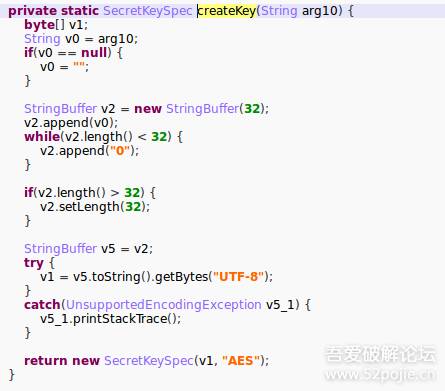 private static SecretKeySpec createKey(String arg10) {
    byte[] v1;
    String v0 = arg10;
    if(v0 == null) {
        v0 = "";
    }

    StringBuffer v2 = new StringBuffer(32);
    v2.append(v0);
    while(v2.length() < 32) {
        v2.append("0");
    }

    if(v2.length() > 32) {
        v2.setLength(32);
    }

    StringBuffer v5 = v2;
    try {
        v1 = v5.toString().getBytes("UTF-8");
    }
    catch(UnsupportedEncodingException v5_1) {
        v5_1.printStackTrace();
    }

    return new SecretKeySpec(v1, "AES");
}
吾爱破解论坛
www.52pojie.cn